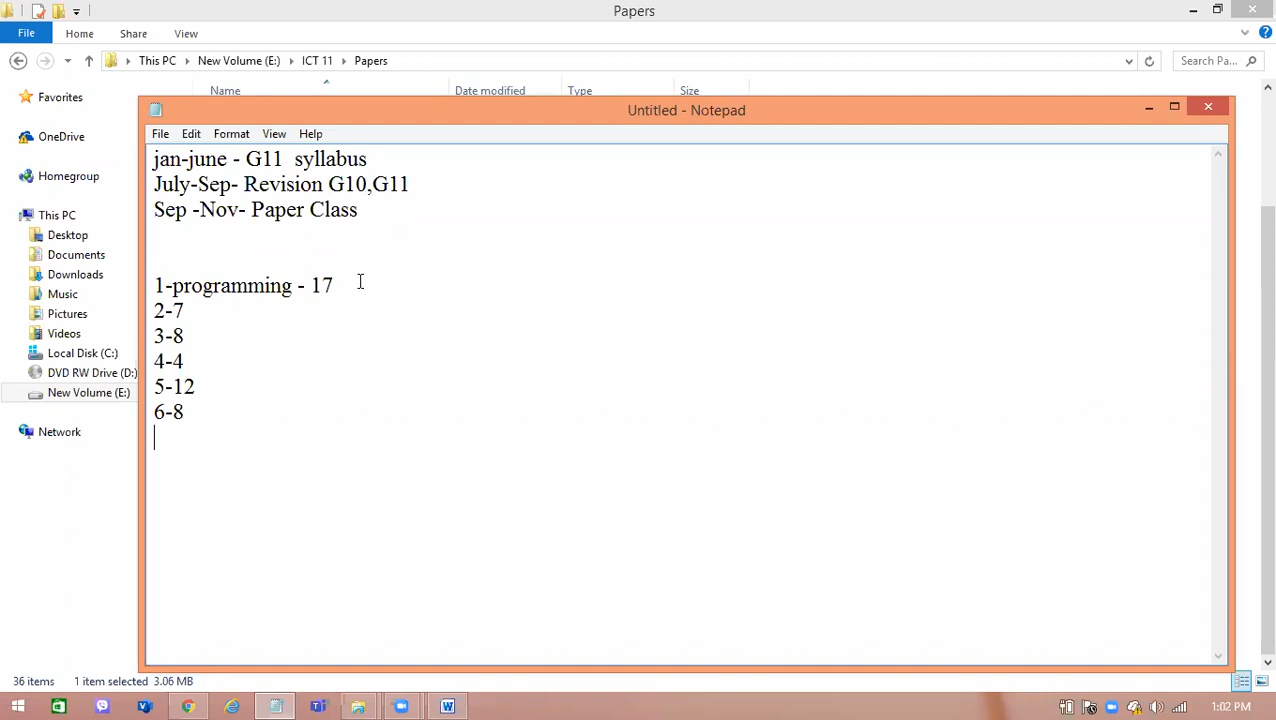 Papers
File Home Share View
This PC New Volume (E:) ICT 11 Papers Search Pa...
Name Date modified Type Size
Favorites
OneDrive
Homegroup
This PC
Desktop
Documents
Downloads
Music
Pictures
Videos
Local Disk (C:)
DVD RW Drive (D:)
New Volume (E:)
Network
Untitled - Notepad
File Edit Format View Help
jan-june - G11  syllabus
July-Sep- Revision G10,G11
Sep -Nov- Paper Class
1-programming - 17
2-7
3-8
4-4
5-12
6-8
36 items 1 item selected 3.06 MB
1:02 PM